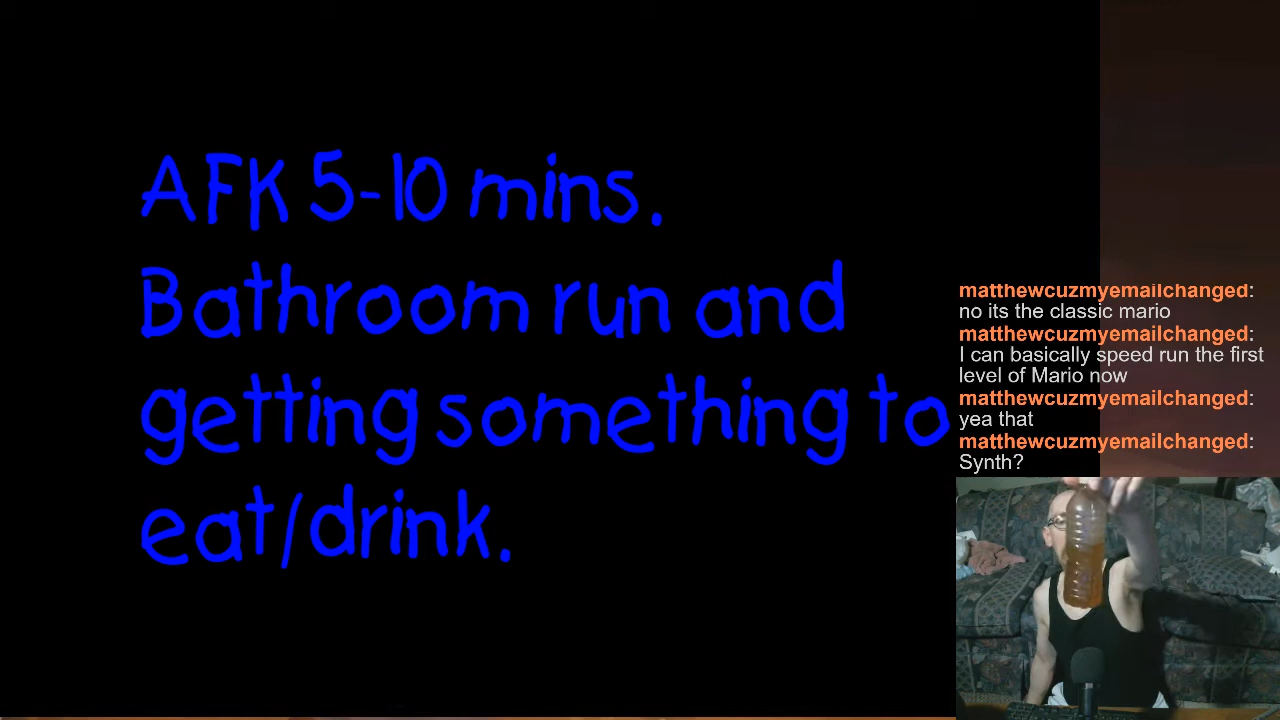 AFK 5-10 mins.
Bathroom run and
getting something to
eat/drink.
matthewcuzmyemailchanged:
no its the classic mario
matthewcuzmyemailchanged:
I can basically speed run the first
level of Mario now
matthewcuzmyemailchanged:
yea that
matthewcuzmyemailchanged:
Synth?